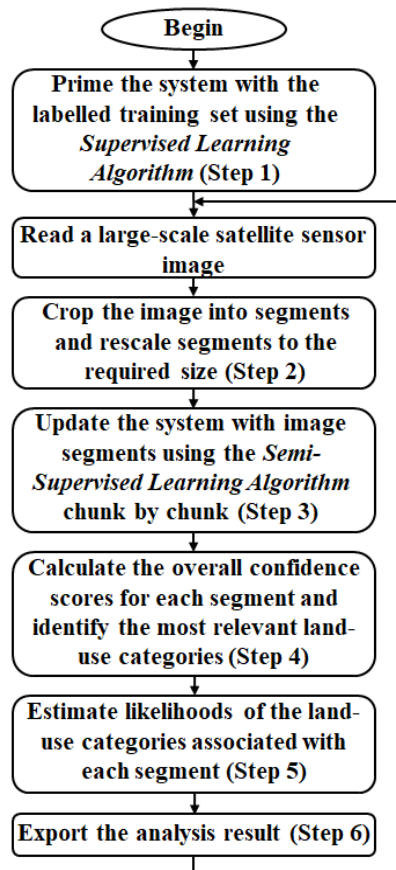 Begin
Prime the system with the
labelled training set using the
Supervised Learning
Algorithm (Step 1)
Read a large-scale satellite sensor
image
Crop the image into segments
and rescale segments to the
required size (Step 2)
Update the system with image
segments using the Semi-
Supervised Learning Algorithm
chunk by chunk (Step 3)
Calculate the overall confidence
scores for each segment and
identify the most relevant land-
use categories (Step 4)
Estimate likelihoods of the land-
use categories associated with
each segment (Step 5)
Export the analysis result (Step 6)